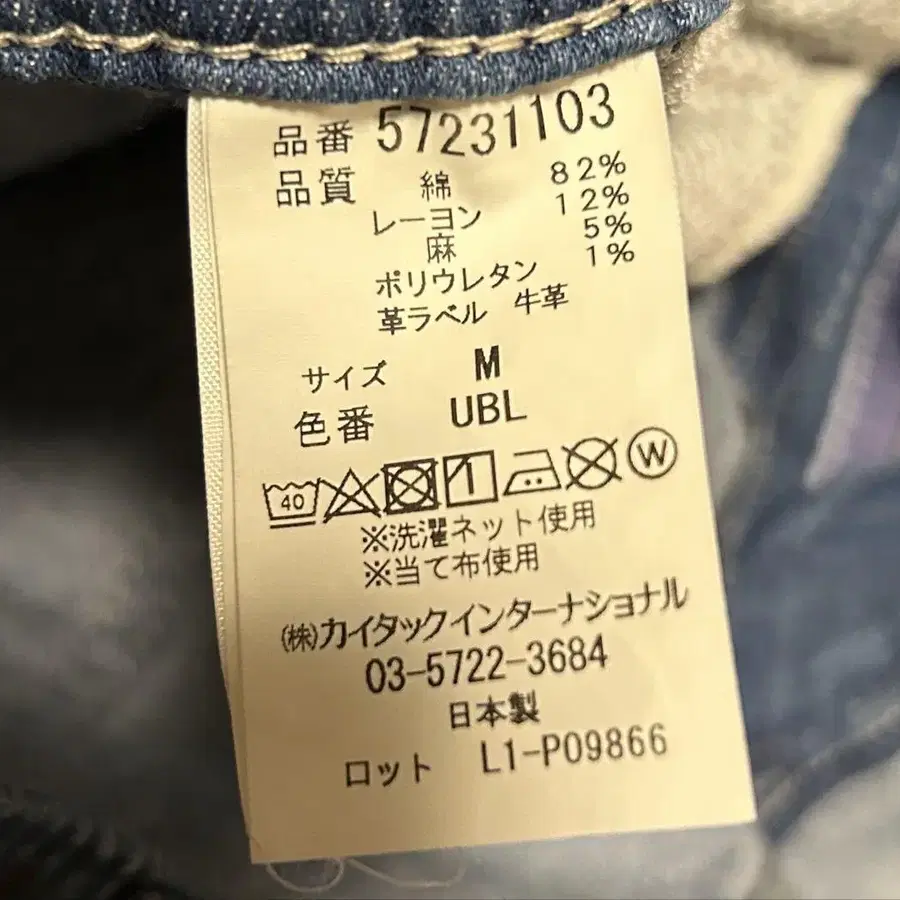 品番 57231103
品質 綿 82%
レーヨン 12%
麻 5%
ポリウレタン 1%
革ラベル 牛革
サイズ M
色番 UBL
40 W
※洗濯ネット使用
※当て布使用
(株)カイタックインターナショナル
03-5722-3684
日本製
ロット L1-P09866